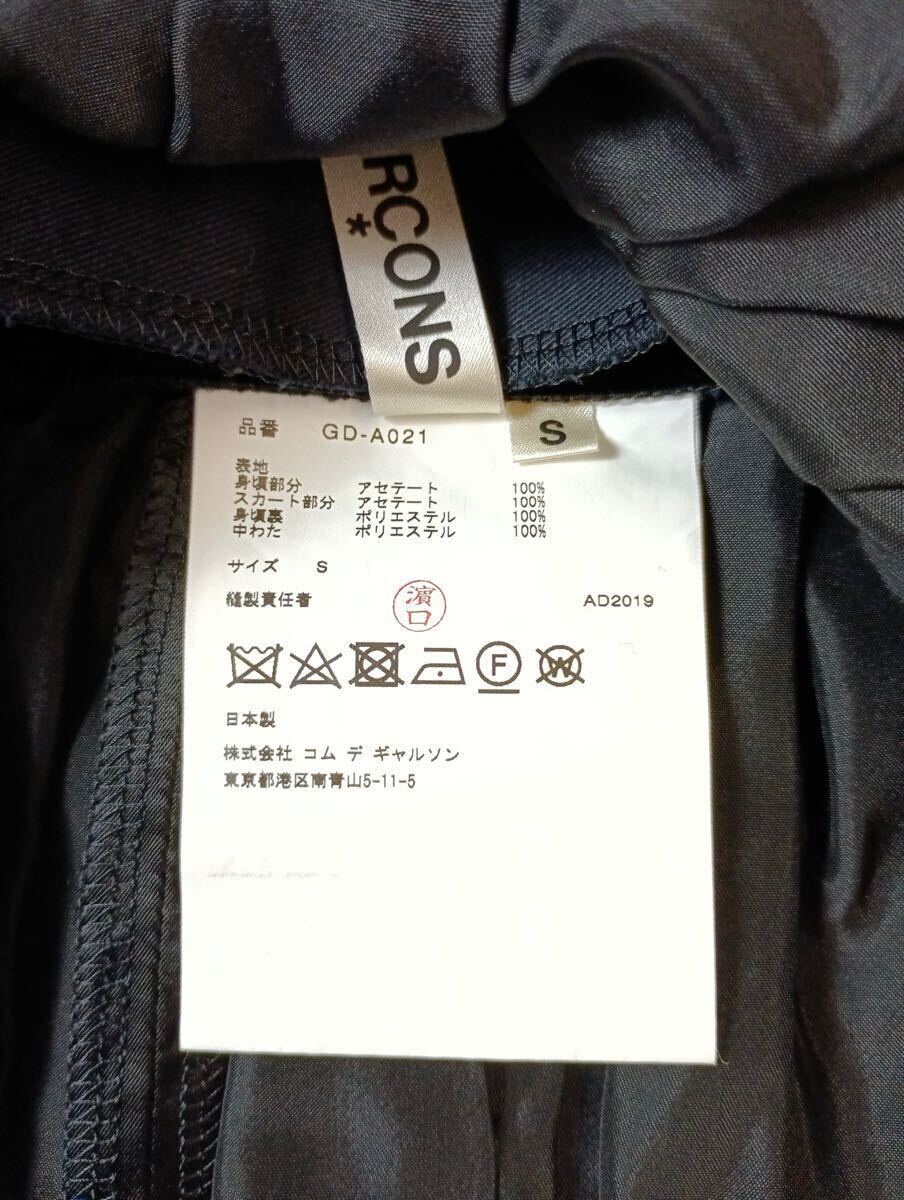 RÇONS
*
S
品番 GD-A021
表地
身頃部分 アセテート 100%
スカート部分 アセテート 100%
身頃裏 ポリエステル 100%
中わた ポリエステル 100%
サイズ S
縫製責任者 濱口 AD2019
F W
日本製
株式会社 コム デ ギャルソン
東京都港区南青山5-11-5